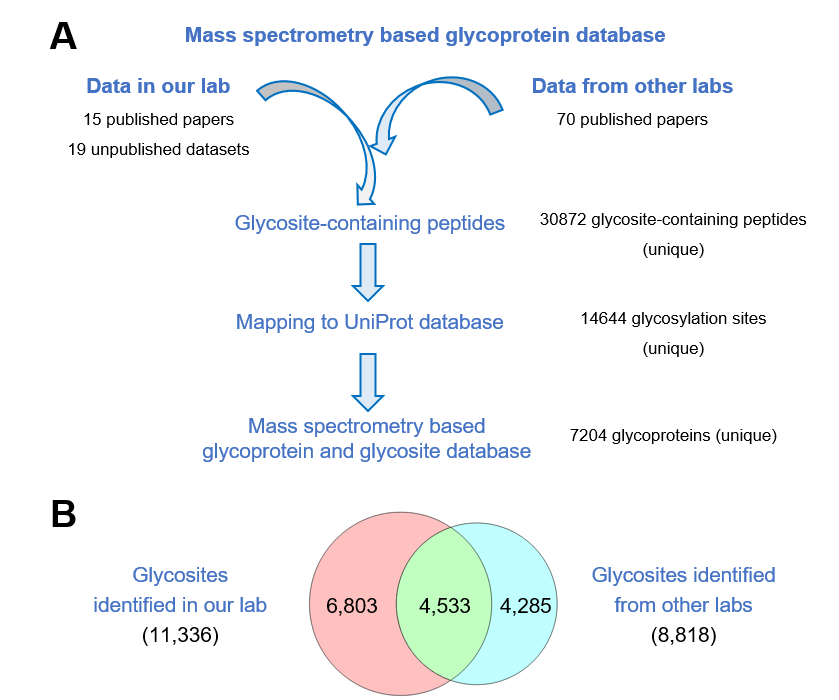 A
Mass spectrometry based glycoprotein database
Data in our lab
Data from other labs
15 published papers
70 published papers
19 unpublished datasets
Glycosite-containing peptides
30872 glycosite-containing peptides
(unique)
Mapping to UniProt database
14644 glycosylation sites
(unique)
Mass spectrometry based
glycoprotein and glycosite database
7204 glycoproteins (unique)
B
Glycosites
identified in our lab
(11,336)
6,803
4,533
4,285
Glycosites identified
from other labs
(8,818)